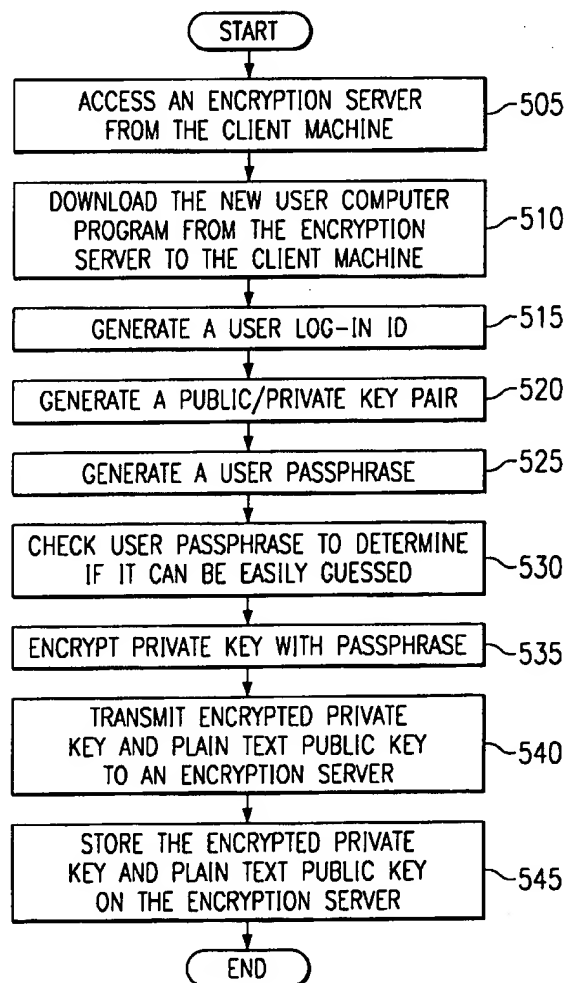 START
ACCESS AN ENCRYPTION SERVER
FROM THE CLIENT MACHINE
505
DOWNLOAD THE NEW USER COMPUTER
PROGRAM FROM THE ENCRYPTION
SERVER TO THE CLIENT MACHINE
510
GENERATE A USER LOG-IN ID
515
GENERATE A PUBLIC/PRIVATE KEY PAIR
520
GENERATE A USER PASSPHRASE
525
CHECK USER PASSPHRASE TO DETERMINE
IF IT CAN BE EASILY GUESSED
530
ENCRYPT PRIVATE KEY WITH PASSPHRASE
535
TRANSMIT ENCRYPTED PRIVATE
KEY AND PLAIN TEXT PUBLIC KEY
TO AN ENCRYPTION SERVER
540
STORE THE ENCRYPTED PRIVATE
KEY AND PLAIN TEXT PUBLIC KEY
ON THE ENCRYPTION SERVER
545
END